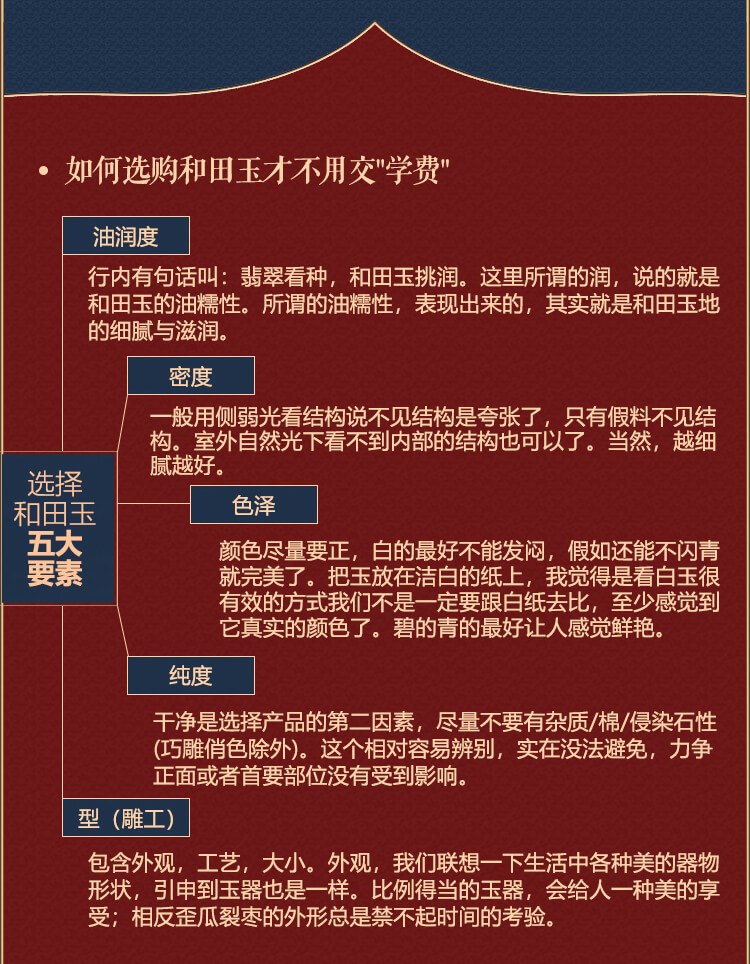 • 如何选购和田玉才不用交"学费"
油润度
行内有句话叫：翡翠看种，和田玉挑润。这里所谓的润，说的就是
和田玉的油糯性。所谓的油糯性，表现出来的，其实就是和田玉地
的细腻与滋润。
密度
一般用侧弱光看结构说不见结构是夸张了，只有假料不见结
构。室外自然光下看不到内部的结构也可以了。当然，越细
腻越好。
选择
和田玉
五大
要素
色泽
颜色尽量要正，白的最好不能发闷，假如还能不闪青
就完美了。把玉放在洁白的纸上，我觉得是看白玉很
有效的方式我们不是一定要跟白纸去比，至少感觉到
它真实的颜色了。碧的青的最好让人感觉鲜艳。
纯度
干净是选择产品的第二因素，尽量不要有杂质/棉/侵染石性
(巧雕俏色除外)。这个相对容易辨别，实在没法避免，力争
正面或者首要部位没有受到影响。
型（雕工）
包含外观，工艺，大小。外观，我们联想一下生活中各种美的器物
形状，引申到玉器也是一样。比例得当的玉器，会给人一种美的享
受；相反歪瓜裂枣的外形总是禁不起时间的考验。